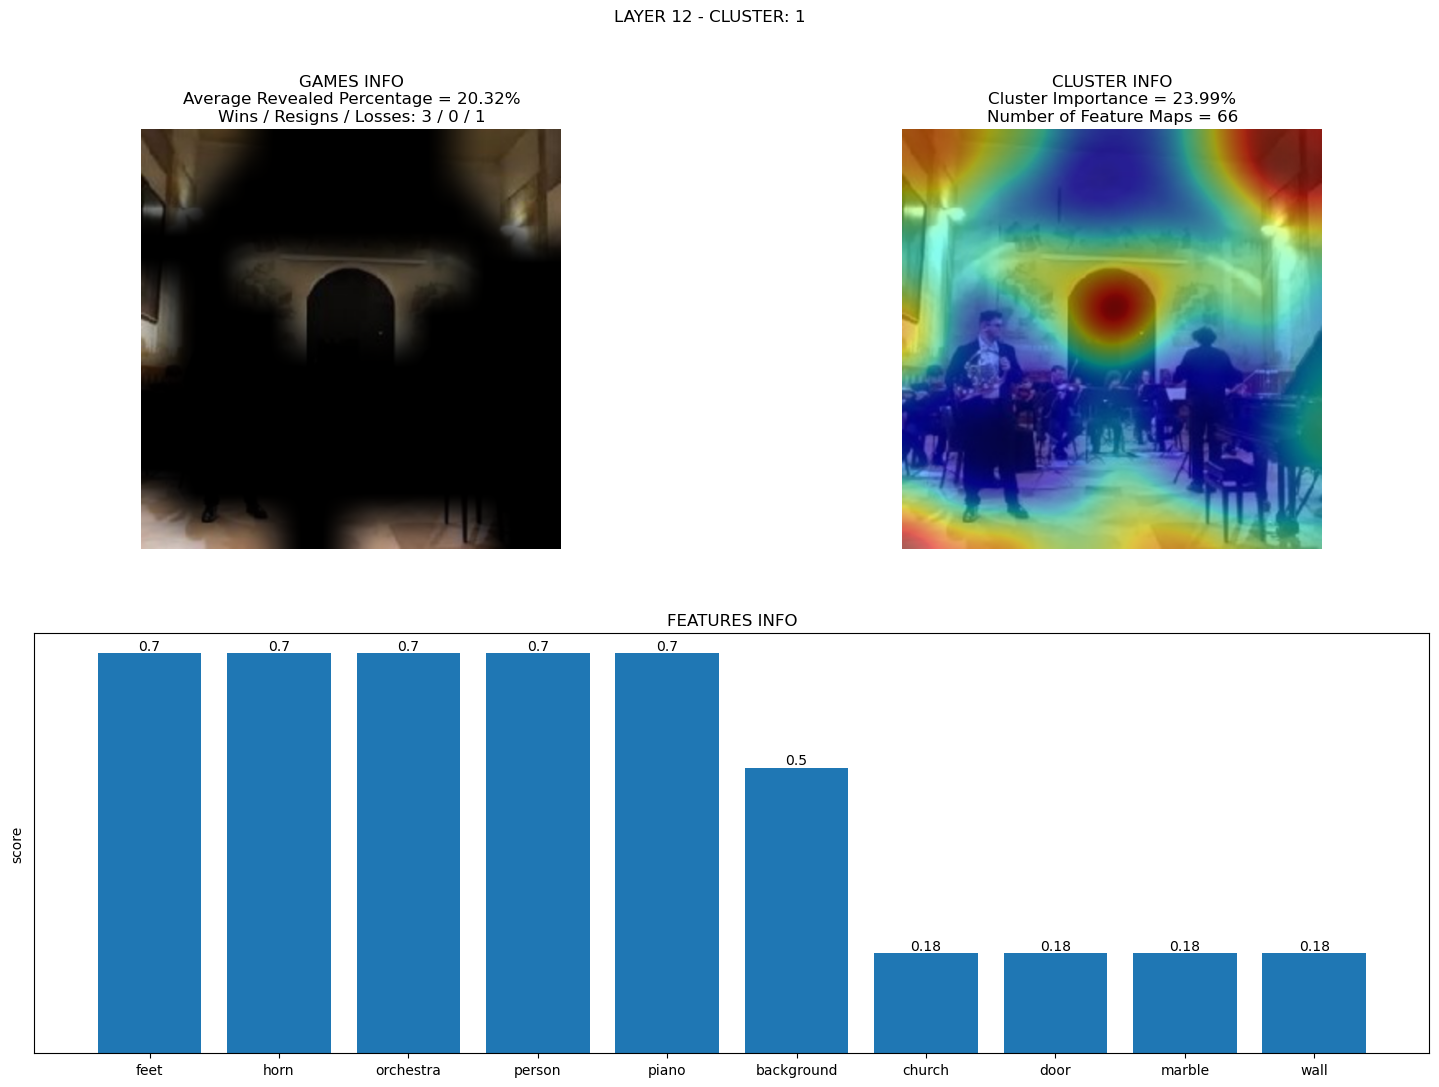 LAYER 12 - CLUSTER: 1
GAMES INFO
Average Revealed Percentage = 20.32%
Wins / Resigns / Losses: 3 / 0 / 1
CLUSTER INFO
Cluster Importance = 23.99%
Number of Feature Maps = 66
FEATURES INFO
score
0.7
0.7
0.7
0.7
0.7
0.5
0.18
0.18
0.18
0.18
feet
horn
orchestra
person
piano
background
church
door
marble
wall